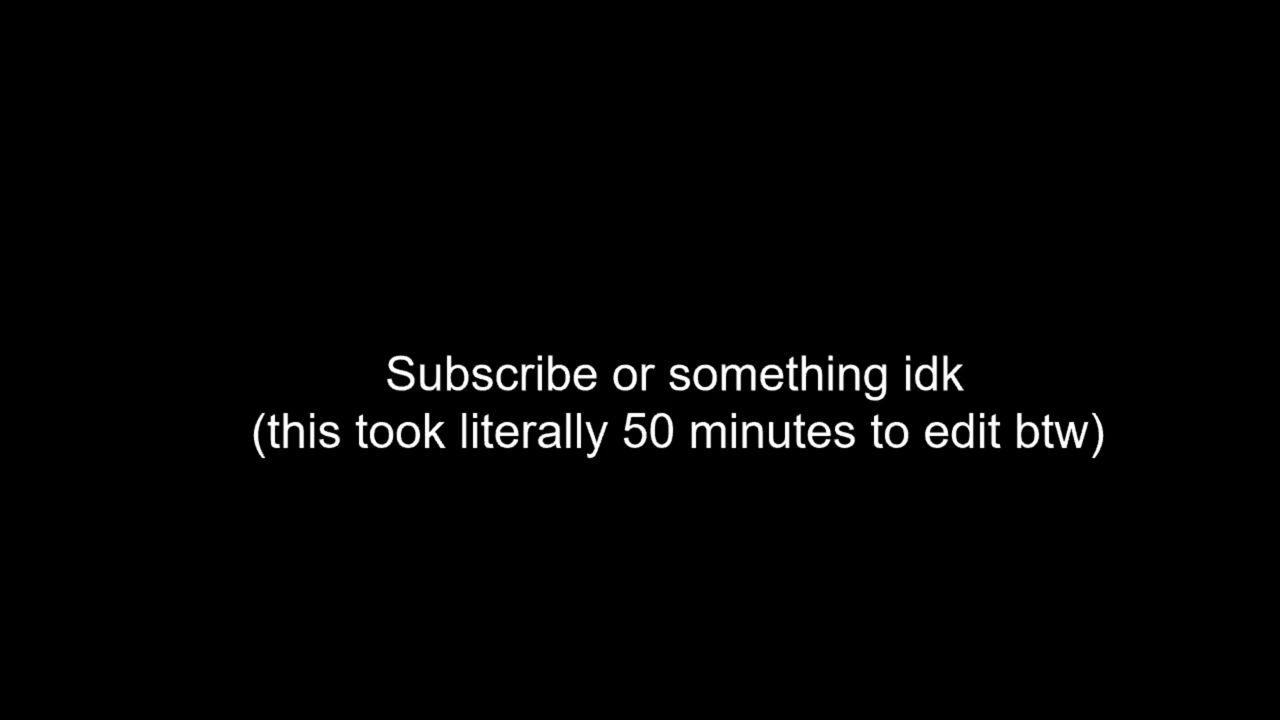 Subscribe or something idk
(this took literally 50 minutes to edit btw)